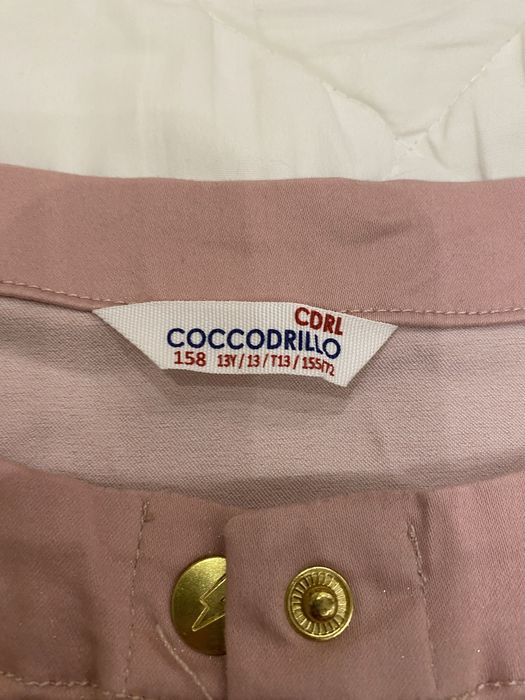 CDRL
COCCODRILLO
158 13Y / 13 / T13 / 155/72